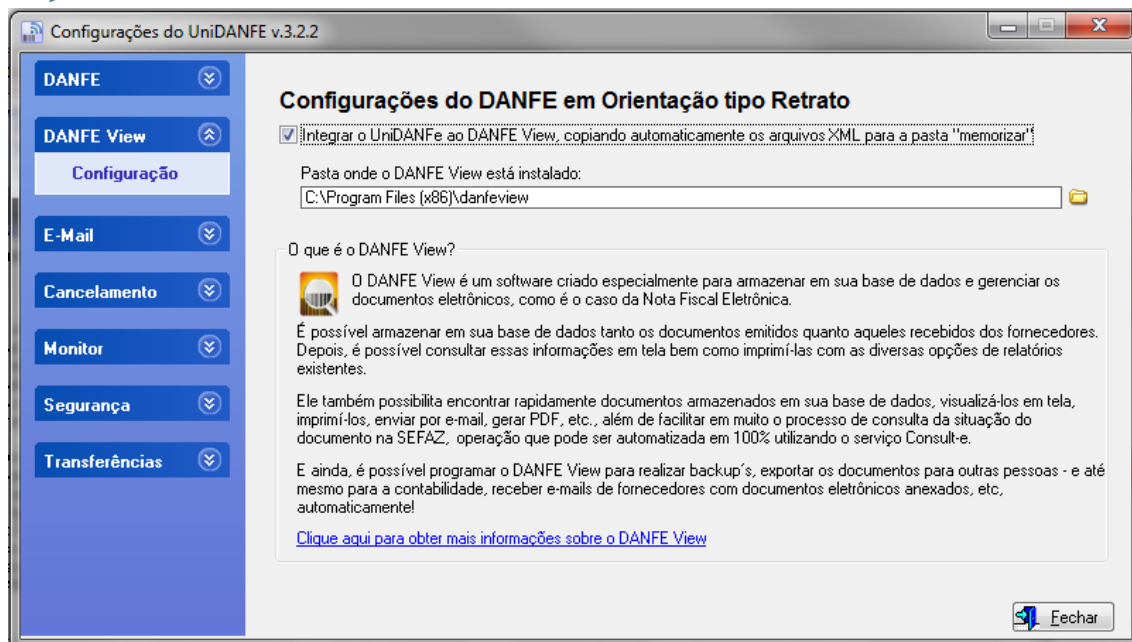 Configurações do UniDANFE v.3.2.2
DANFE
DANFE View
Configuração
E-Mail
Cancelamento
Monitor
Segurança
Transferências
Configurações do DANFE em Orientação tipo Retrato
Integrar o UniDANFe ao DANFE View, copiando automaticamente os arquivos XML para a pasta "memorizar"
Pasta onde o DANFE View está instalado:
C:\Program Files (x86)\danfeview
O que é o DANFE View?
O DANFE View é um software criado especialmente para armazenar em sua base de dados e gerenciar os
documentos eletrônicos, como é o caso da Nota Fiscal Eletrônica.
É possível armazenar em sua base de dados tanto os documentos emitidos quanto aqueles recebidos dos fornecedores.
Depois, é possível consultar essas informações em tela bem como imprimí-las com as diversas opções de relatórios
existentes.
Ele também possibilita encontrar rapidamente documentos armazenados em sua base de dados, visualizá-los em tela,
imprimí-los, enviar por e-mail, gerar PDF, etc., além de facilitar em muito o processo de consulta da situação do
documento na SEFAZ, operação que pode ser automatizada em 100% utilizando o serviço Consult-e.
E ainda, é possível programar o DANFE View para realizar backup´s, exportar os documentos para outras pessoas - e até
mesmo para a contabilidade, receber e-mails de fornecedores com documentos eletrônicos anexados, etc,
automaticamente!
Clique aqui para obter mais informações sobre o DANFE View
Fechar